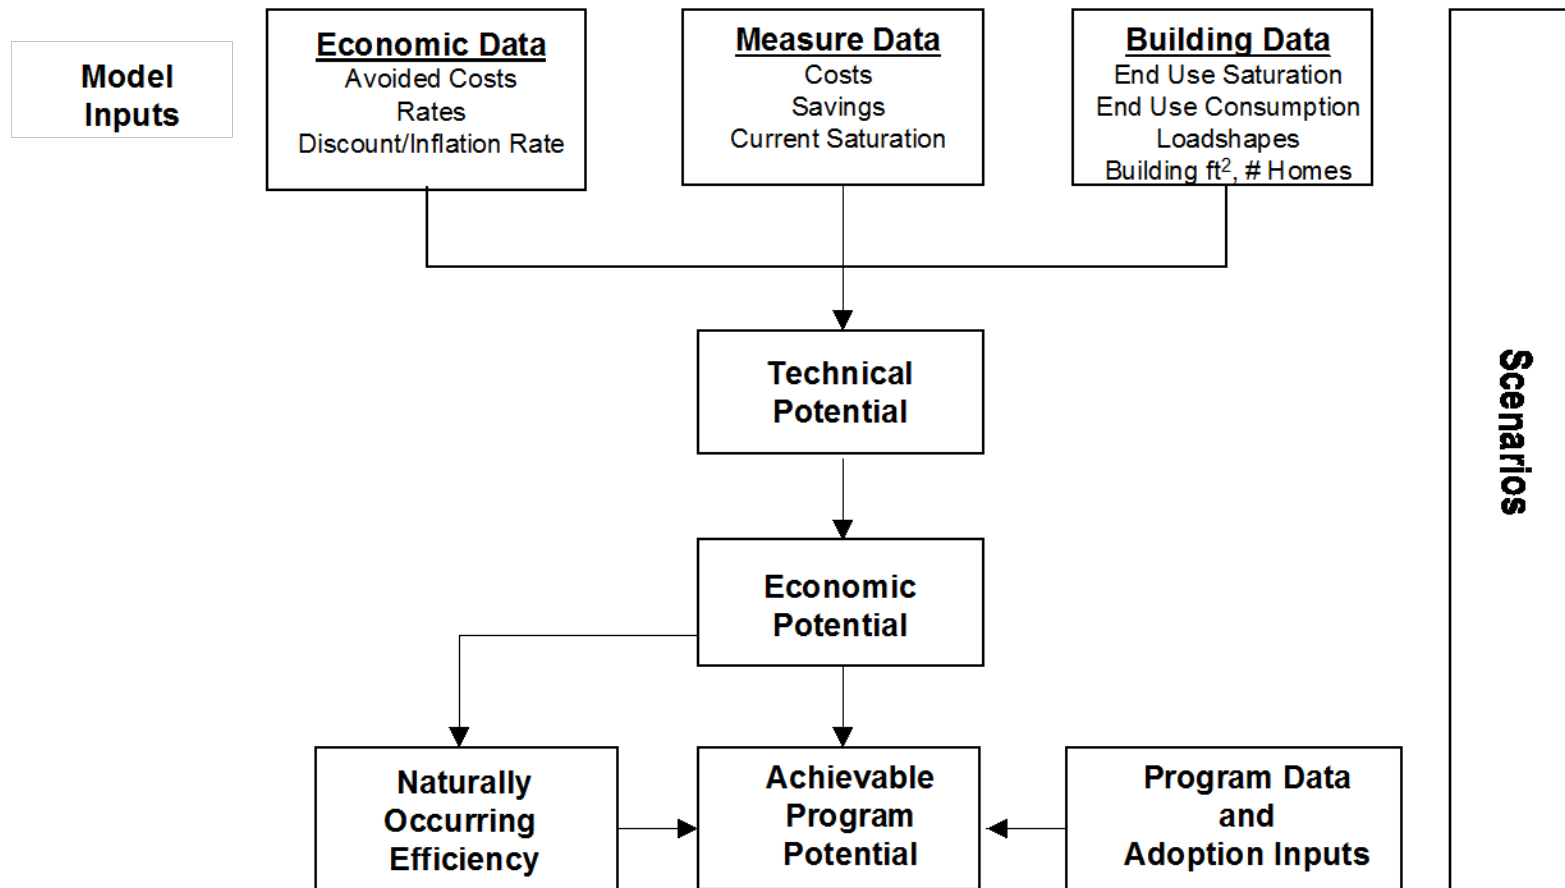 Model
Inputs
Economic Data
Avoided Costs
Rates
Discount/Inflation Rate
Measure Data
Costs
Savings
Current Saturation
Building Data
End Use Saturation
End Use Consumption
Loadshapes
Building ft², # Homes
Scenarios
Technical
Potential
Economic
Potential
Naturally
Occurring
Efficiency
Achievable
Program
Potential
Program Data
and
Adoption Inputs